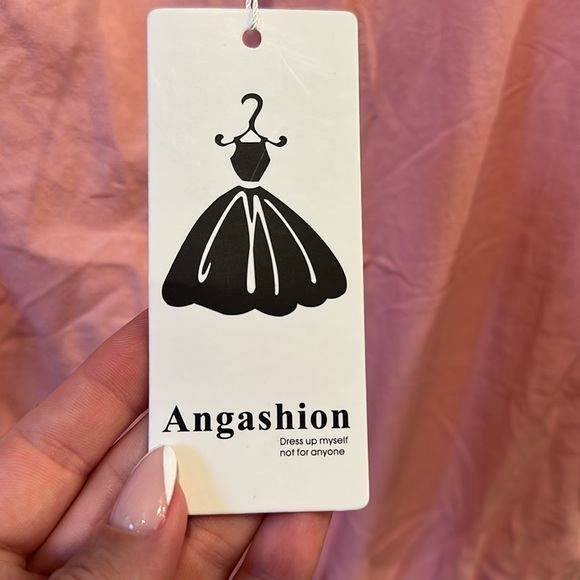 Angashion
Dress up myself
not for anyone